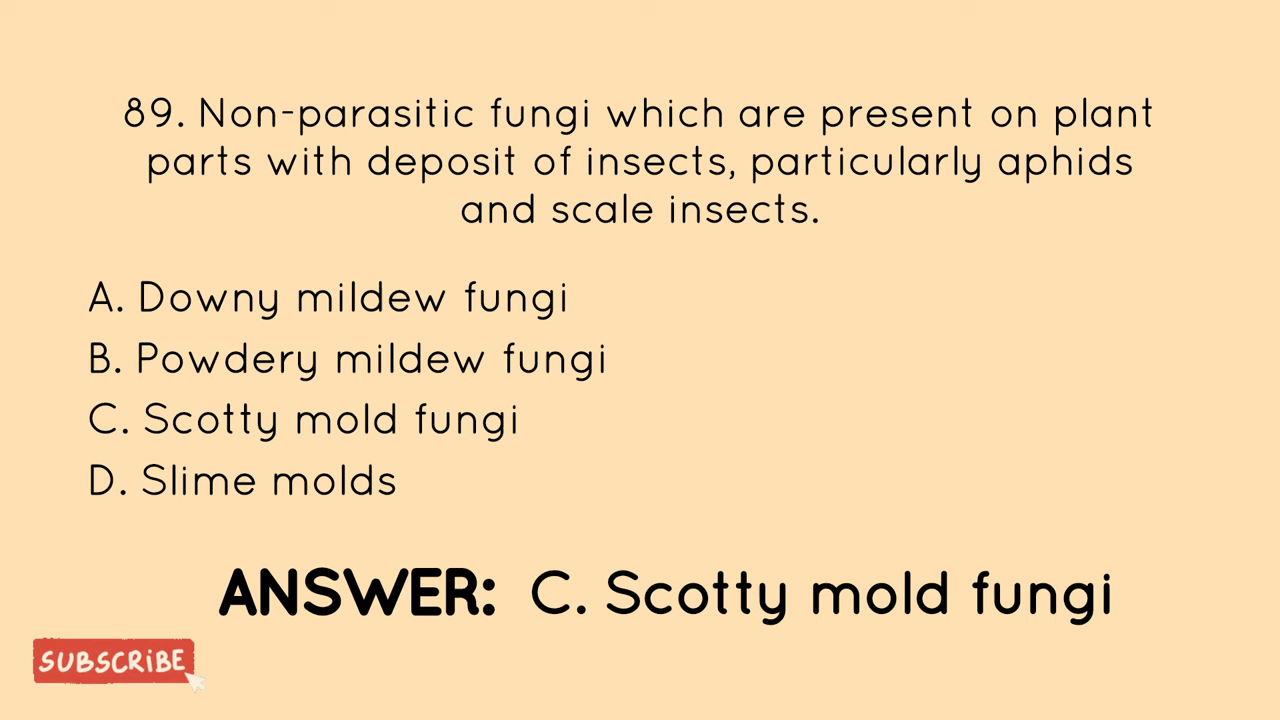 89. Non-parasitic fungi which are present on plant
parts with deposit of insects, particularly aphids
and scale insects.
A. Downy mildew fungi
B. Powdery mildew fungi
C. Scotty mold fungi
D. Slime molds
ANSWER: C. Scotty mold fungi
SUBSCRiBE